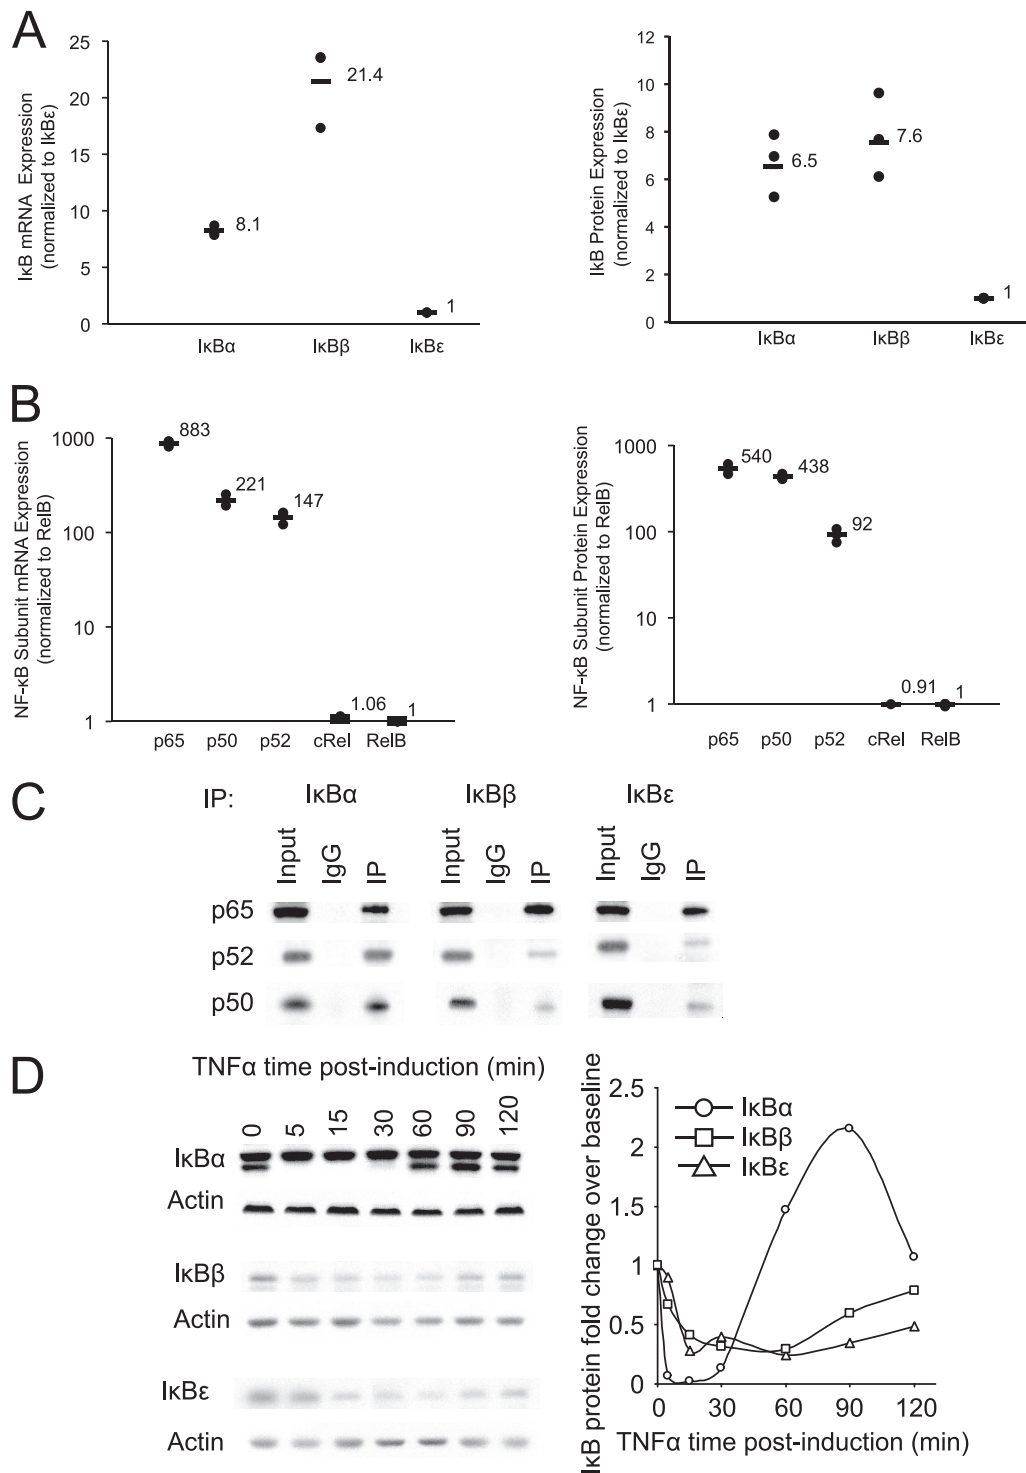 A
IκB mRNA Expression
(normalized to IκBε)
25
20
15
10
5
0
8.1
21.4
1
IκBα IκBβ IκBε
IκB Protein Expression
(normalized to IκBε)
12
10
8
6
4
2
0
6.5
7.6
1
IκBα IκBβ IκBε
B
NF-κB Subunit mRNA Expression
(normalized to RelB)
1000
100
10
1
883
221
147
1.06
1
p65 p50 p52 cRel RelB
NF-κB Subunit Protein Expression
(normalized to RelB)
1000
100
10
1
540
438
92
0.91
1
p65 p50 p52 cRel RelB
C
IP: IκBα IκBβ IκBε
Input IgG IP Input IgG IP Input IgG IP
p65
p52
p50
D
TNFα time post-induction (min)
0 5 15 30 60 90 120
IκBα
Actin
IκBβ
Actin
IκBε
Actin
IκB protein fold change over baseline
2.5
2
1.5
1
0.5
0
IκBα
IκBβ
IκBε
0 30 60 90 120
TNFα time post-induction (min)